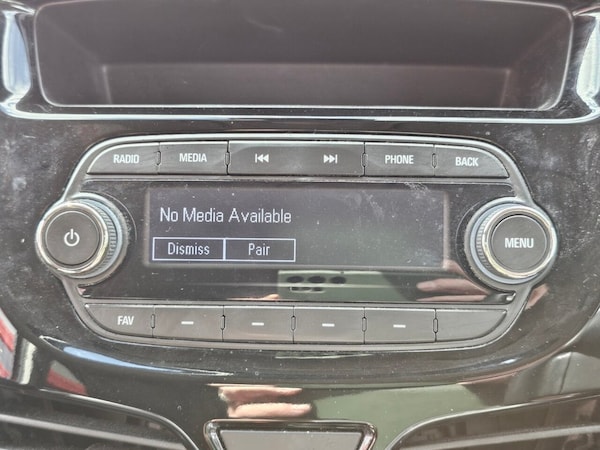 RADIO MEDIA PHONE BACK
No Media Available
Dismiss Pair
MENU
FAV